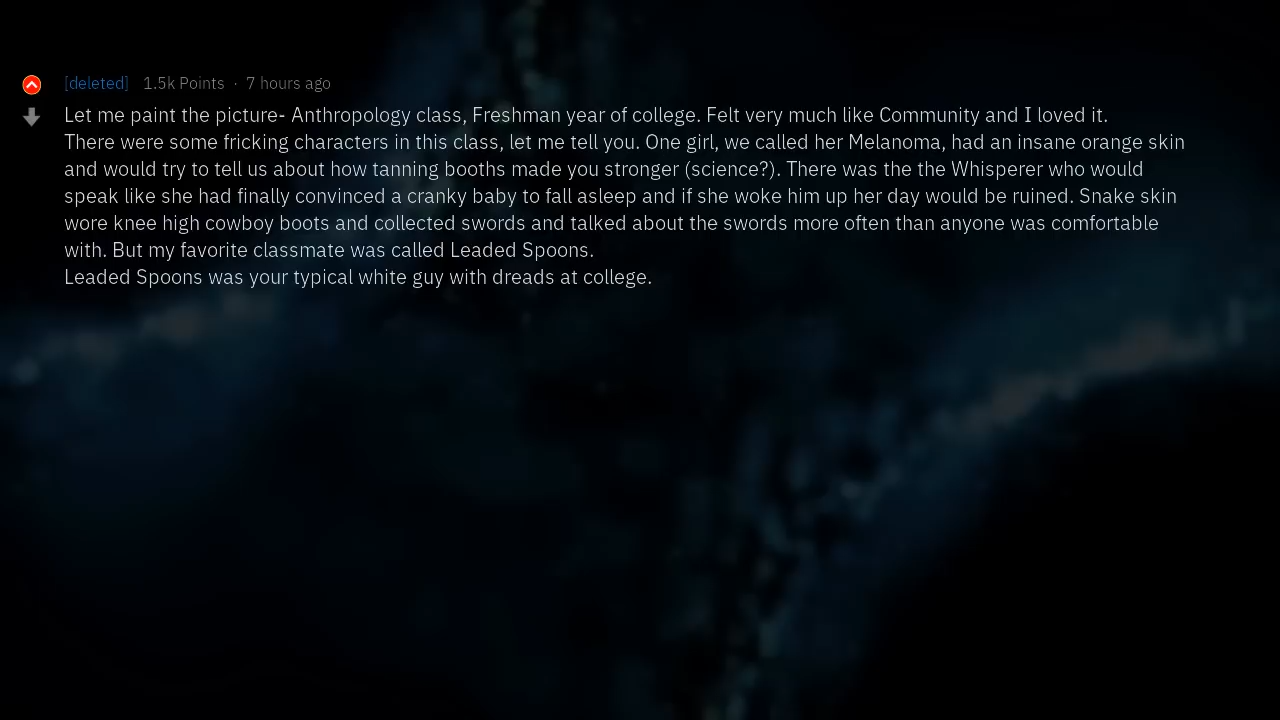 [deleted] 1.5k Points · 7 hours ago
Let me paint the picture- Anthropology class, Freshman year of college. Felt very much like Community and I loved it.
There were some fricking characters in this class, let me tell you. One girl, we called her Melanoma, had an insane orange skin
and would try to tell us about how tanning booths made you stronger (science?). There was the the Whisperer who would
speak like she had finally convinced a cranky baby to fall asleep and if she woke him up her day would be ruined. Snake skin
wore knee high cowboy boots and collected swords and talked about the swords more often than anyone was comfortable
with. But my favorite classmate was called Leaded Spoons.
Leaded Spoons was your typical white guy with dreads at college.